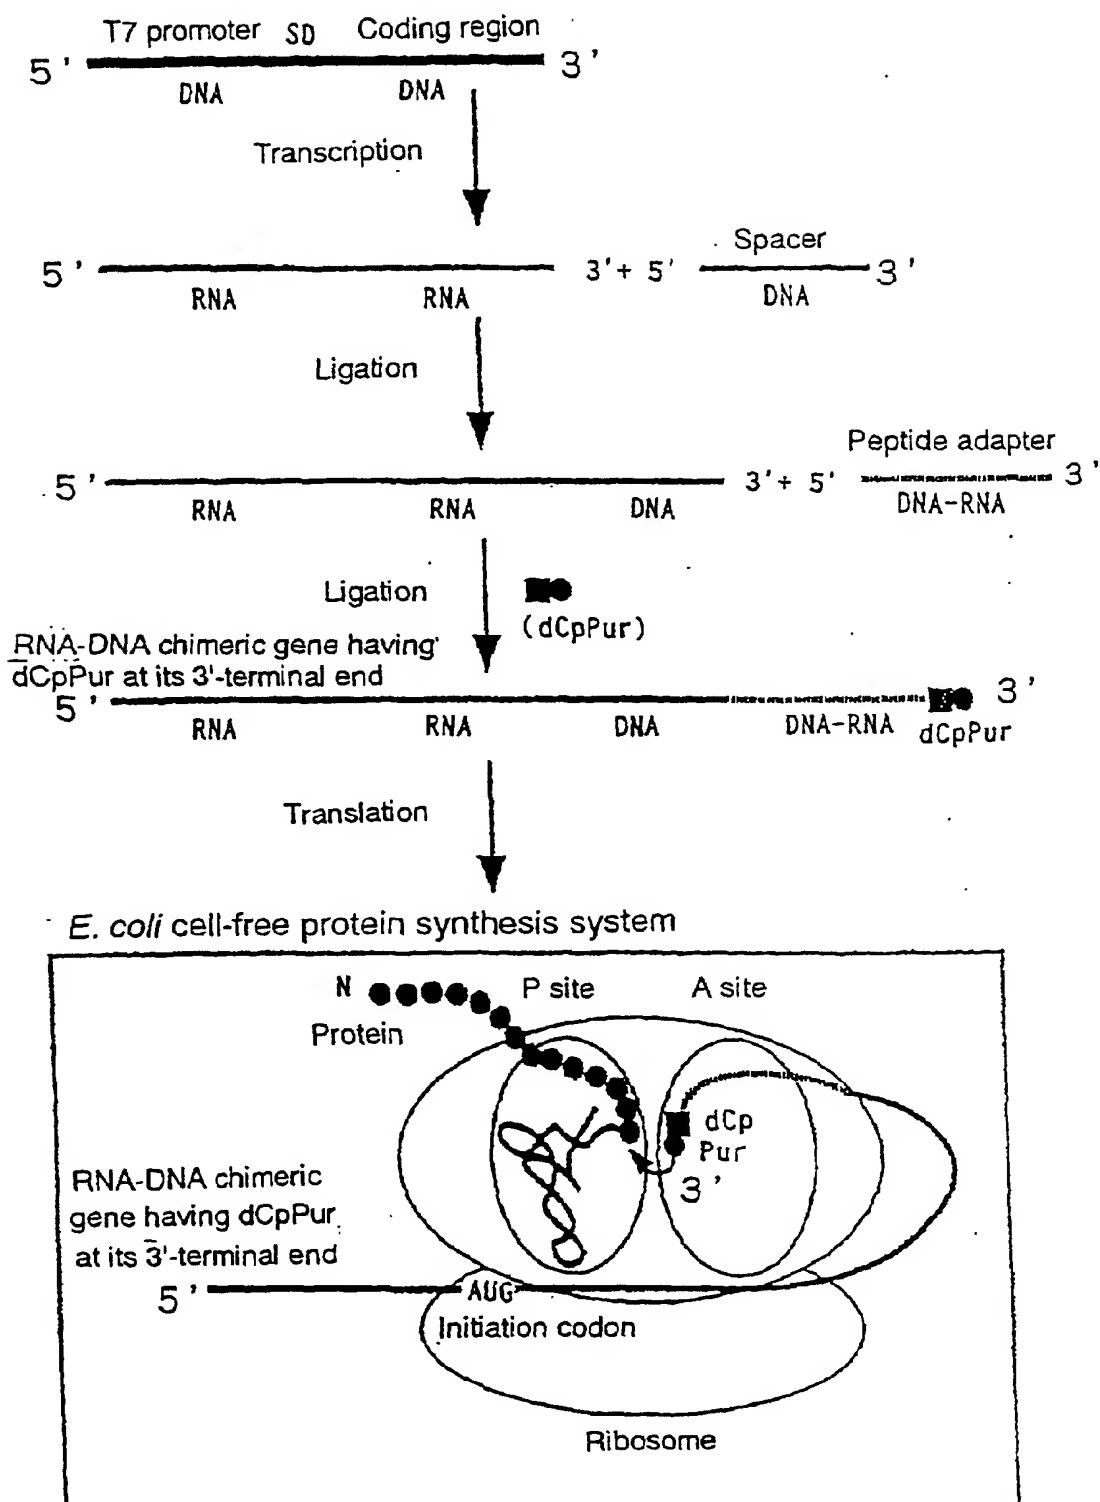 T7 promoter SD Coding region
5' 3'
DNA DNA
Transcription
Spacer
5' 3'+ 5' 3'
RNA RNA DNA
Ligation
Peptide adapter
5' 3'+ 5' 3'
RNA RNA DNA DNA-RNA
Ligation
(dCpPur)
RNA-DNA chimeric gene having
dCpPur at its 3'-terminal end
5' 3'
RNA RNA DNA DNA-RNA dCpPur
Translation
E. coli cell-free protein synthesis system
N P site A site
Protein
dCp
Pur
3'
RNA-DNA chimeric
gene having dCpPur
at its 3'-terminal end
5' AUG
Initiation codon
Ribosome